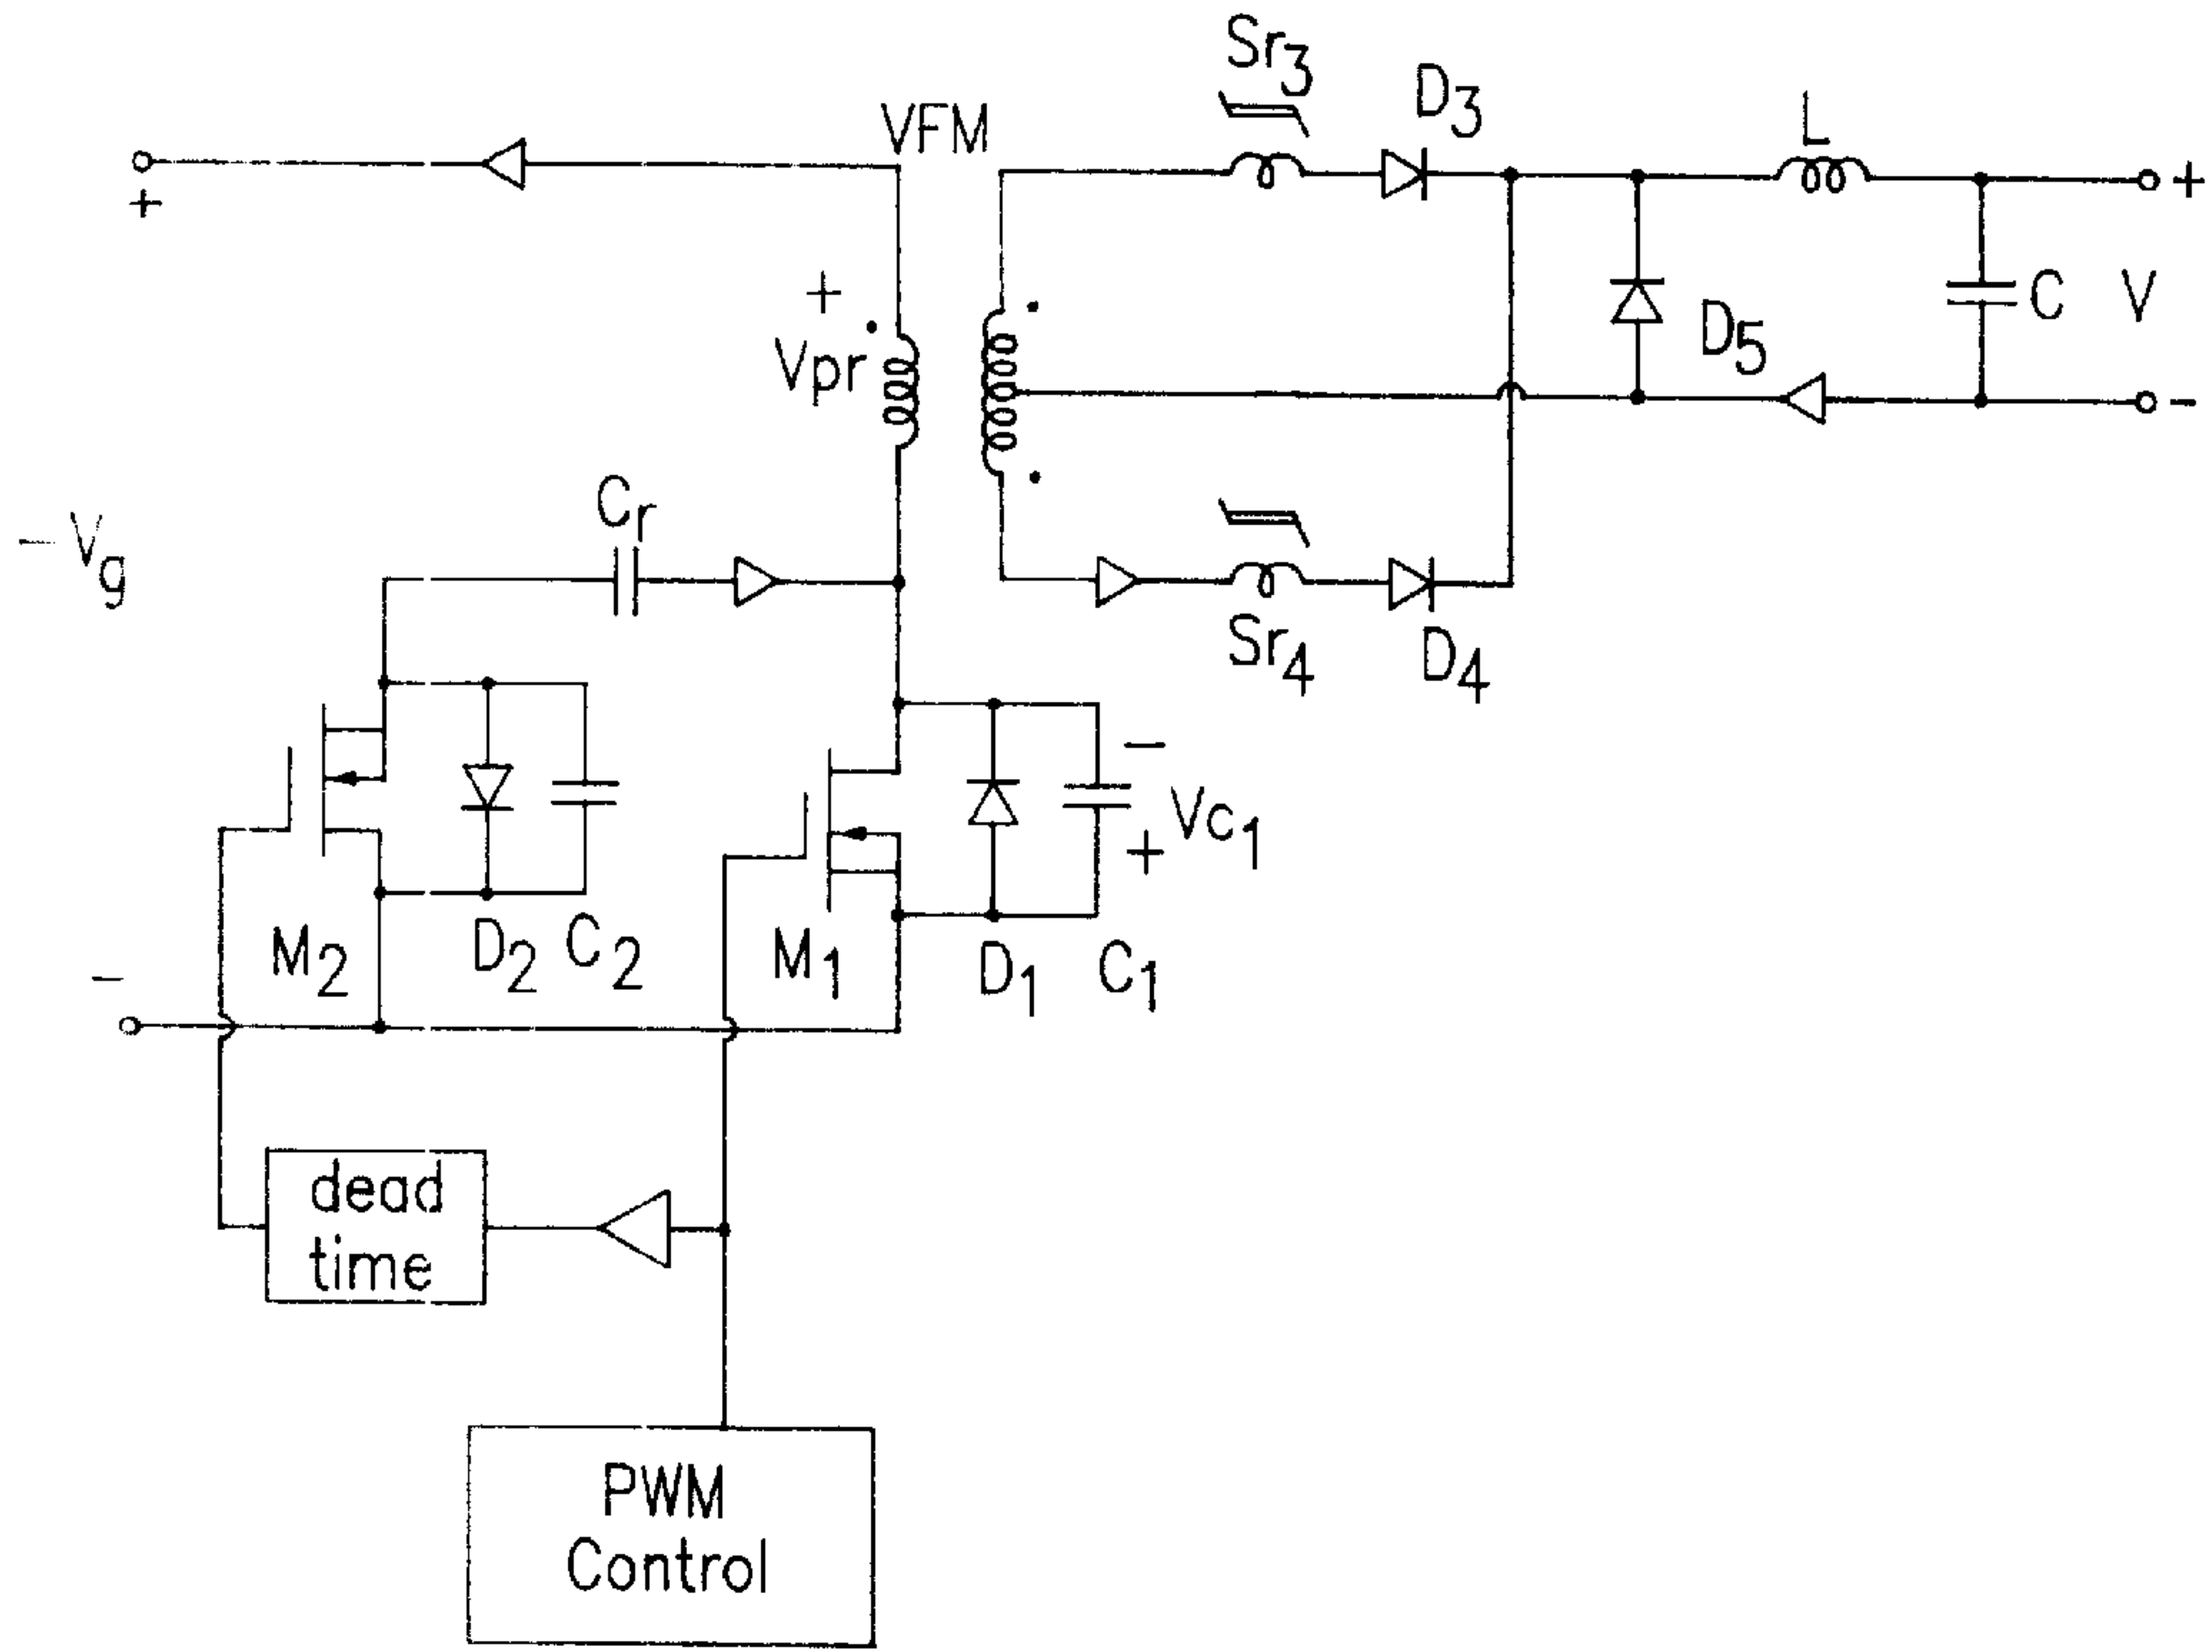 Sr3
D3
L
VFM
+
+
+
Vpr
D5
C
V
-
Cr
- Vg
Sr4
D4
-
Vc1
+
M2
D2
C2
M1
D1
C1
-
dead
time
PWM
Control